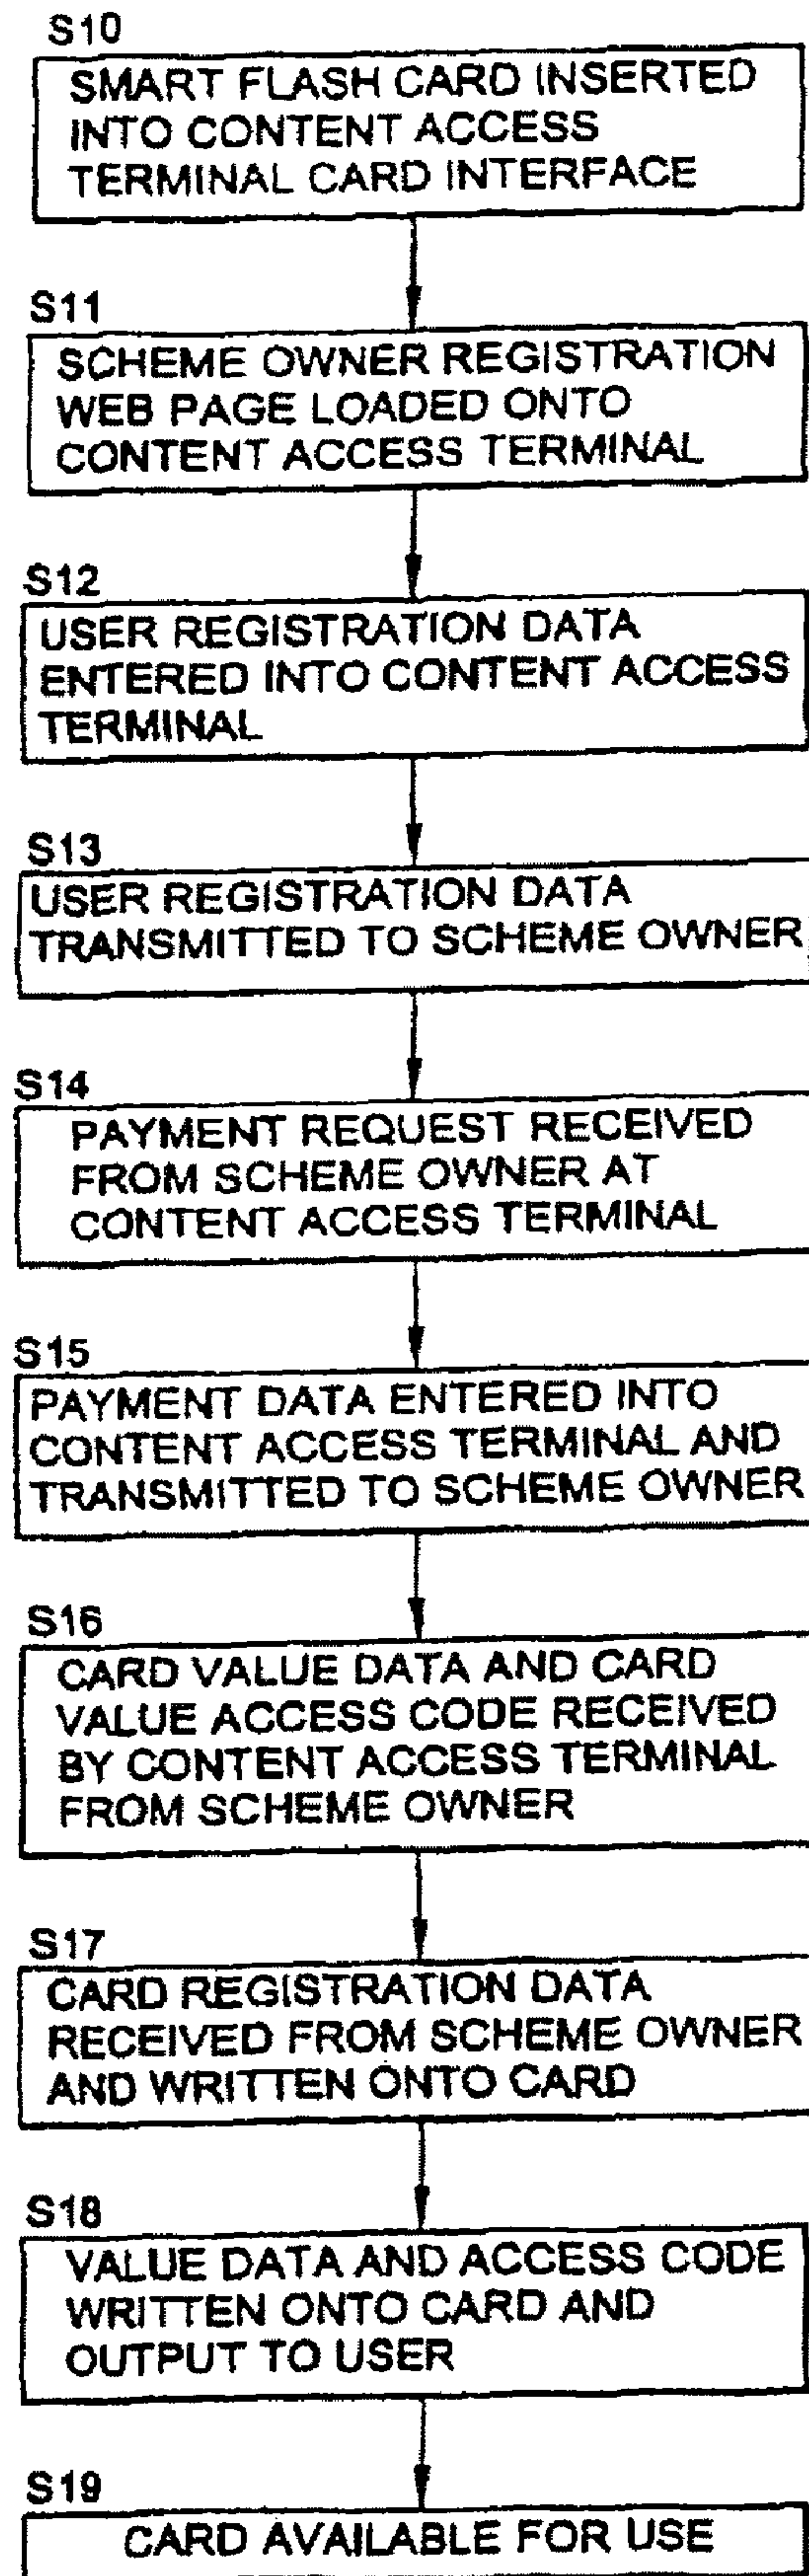 S10
SMART FLASH CARD INSERTED
INTO CONTENT ACCESS
TERMINAL CARD INTERFACE
S11
SCHEME OWNER REGISTRATION
WEB PAGE LOADED ONTO
CONTENT ACCESS TERMINAL
S12
USER REGISTRATION DATA
ENTERED INTO CONTENT ACCESS
TERMINAL
S13
USER REGISTRATION DATA
TRANSMITTED TO SCHEME OWNER
S14
PAYMENT REQUEST RECEIVED
FROM SCHEME OWNER AT
CONTENT ACCESS TERMINAL
S15
PAYMENT DATA ENTERED INTO
CONTENT ACCESS TERMINAL AND
TRANSMITTED TO SCHEME OWNER
S16
CARD VALUE DATA AND CARD
VALUE ACCESS CODE RECEIVED
BY CONTENT ACCESS TERMINAL
FROM SCHEME OWNER
S17
CARD REGISTRATION DATA
RECEIVED FROM SCHEME OWNER
AND WRITTEN ONTO CARD
S18
VALUE DATA AND ACCESS CODE
WRITTEN ONTO CARD AND
OUTPUT TO USER
S19
CARD AVAILABLE FOR USE